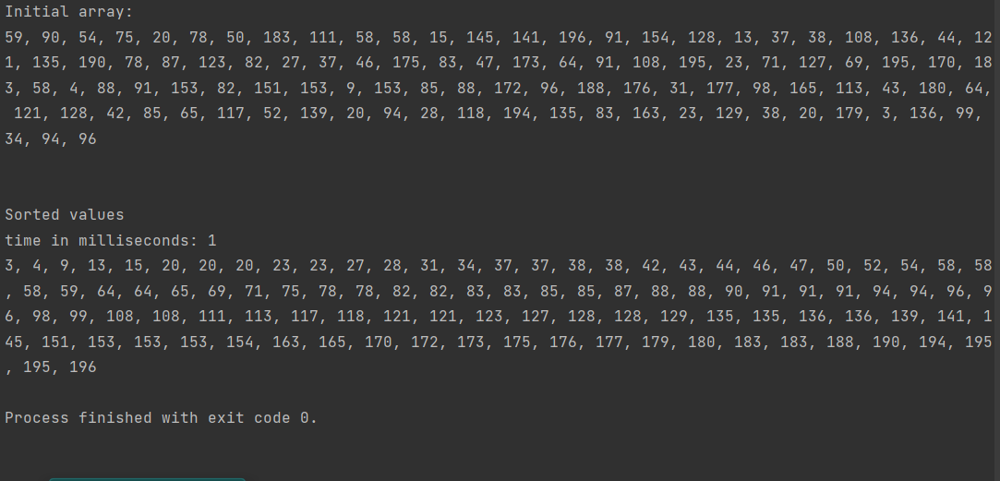 Initial array:
59, 90, 54, 75, 20, 78, 50, 183, 111, 58, 58, 15, 145, 141, 196, 91, 154, 128, 13, 37, 38, 108, 136, 44, 12
1, 135, 190, 78, 87, 123, 82, 27, 37, 46, 175, 83, 47, 173, 64, 91, 108, 195, 23, 71, 127, 69, 195, 170, 18
3, 58, 4, 88, 91, 153, 82, 151, 153, 9, 153, 85, 88, 172, 96, 188, 176, 31, 177, 98, 165, 113, 43, 180, 64,
121, 128, 42, 85, 65, 117, 52, 139, 20, 94, 28, 118, 194, 135, 83, 163, 23, 129, 38, 20, 179, 3, 136, 99,
34, 94, 96
Sorted values
time in milliseconds: 1
3, 4, 9, 13, 15, 20, 20, 20, 23, 23, 27, 28, 31, 34, 37, 37, 38, 38, 42, 43, 44, 46, 47, 50, 52, 54, 58, 58
, 58, 59, 64, 64, 65, 69, 71, 75, 78, 78, 82, 82, 83, 83, 85, 85, 87, 88, 88, 90, 91, 91, 91, 94, 94, 96, 9
6, 98, 99, 108, 108, 111, 113, 117, 118, 121, 121, 123, 127, 128, 128, 129, 135, 135, 136, 136, 139, 141, 1
45, 151, 153, 153, 153, 154, 163, 165, 170, 172, 173, 175, 176, 177, 179, 180, 183, 183, 188, 190, 194, 195
, 195, 196
Process finished with exit code 0.